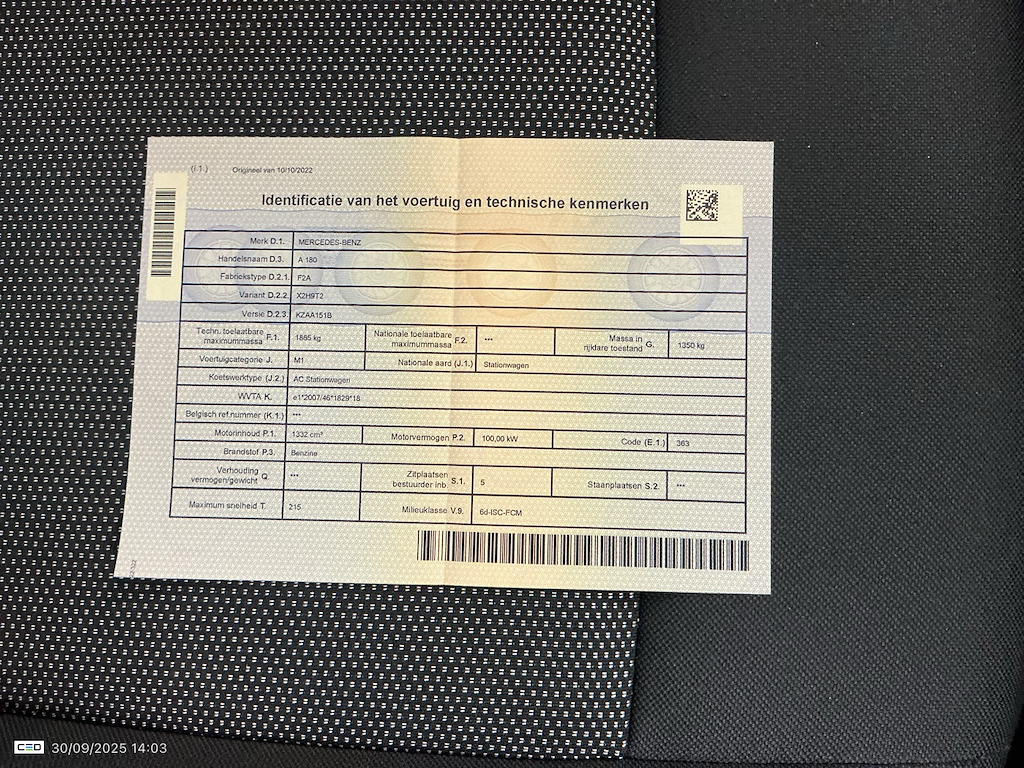 (I.1.) Origineel van 10/10/2022
Identificatie van het voertuig en technische kenmerken
Merk D.1. MERCEDES-BENZ
Handelsnaam D.3. A 180
Fabriekstype D.2.1. F2A
Variant D.2.2. X2H9T2
Versie D.2.3. KZAA151B
Techn. toelaatbare maximummassa F.1. 1865 kg Nationale toelaatbare maximummassa F.2. *** Massa in rijklare toestand G. 1350 kg
Voertuigcategorie J. M1 Nationale aard (J.1.) Stationwagen
Koetswerktype (J.2.) AC Stationwagen
WVTA K. e1*2007/46*1829*18
Belgisch ref.nummer (K.1.) ***
Motorinhoud P.1. 1332 cm³ Motorvermogen P.2. 100,00 kW Code (E.1.) 363
Brandstof P.3. Benzine
Verhouding vermogen/gewicht Q. *** Zitplaatsen bestuurder inb. S.1. 5 Staanplaatsen S.2. ***
Maximum snelheid T. 215 Milieuklasse V.9. 6d-ISC-FCM
CEO 30/09/2025 14:03